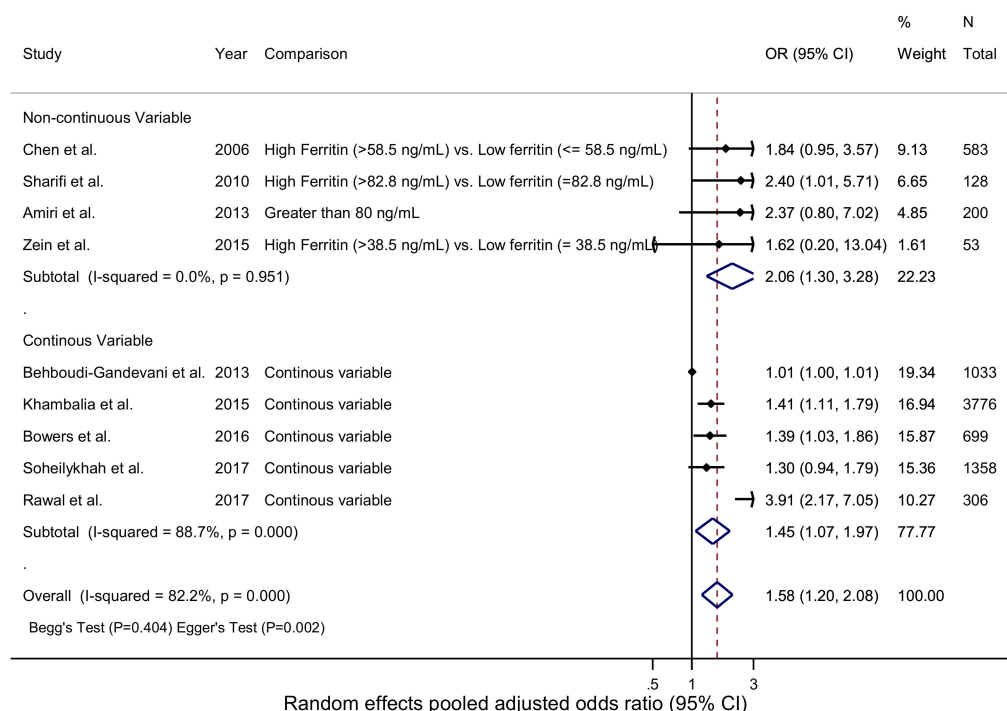 % N
Study Year Comparison OR (95% CI) Weight Total
Non-continuous Variable
Chen et al. 2006 High Ferritin (>58.5 ng/mL) vs. Low ferritin (<= 58.5 ng/mL) 1.84 (0.95, 3.57) 9.13 583
Sharifi et al. 2010 High Ferritin (>82.8 ng/mL) vs. Low ferritin (=82.8 ng/mL) 2.40 (1.01, 5.71) 6.65 128
Amiri et al. 2013 Greater than 80 ng/mL 2.37 (0.80, 7.02) 4.85 200
Zein et al. 2015 High Ferritin (>38.5 ng/mL) vs. Low ferritin (= 38.5 ng/mL) 1.62 (0.20, 13.04) 1.61 53
Subtotal (I-squared = 0.0%, p = 0.951) 2.06 (1.30, 3.28) 22.23
.
Continous Variable
Behboudi-Gandevani et al. 2013 Continous variable 1.01 (1.00, 1.01) 19.34 1033
Khambalia et al. 2015 Continous variable 1.41 (1.11, 1.79) 16.94 3776
Bowers et al. 2016 Continous variable 1.39 (1.03, 1.86) 15.87 699
Soheilykhah et al. 2017 Continous variable 1.30 (0.94, 1.79) 15.36 1358
Rawal et al. 2017 Continous variable 3.91 (2.17, 7.05) 10.27 306
Subtotal (I-squared = 88.7%, p = 0.000) 1.45 (1.07, 1.97) 77.77
.
Overall (I-squared = 82.2%, p = 0.000) 1.58 (1.20, 2.08) 100.00
Begg's Test (P=0.404) Egger's Test (P=0.002)
.5 1 3
Random effects pooled adjusted odds ratio (95% CI)